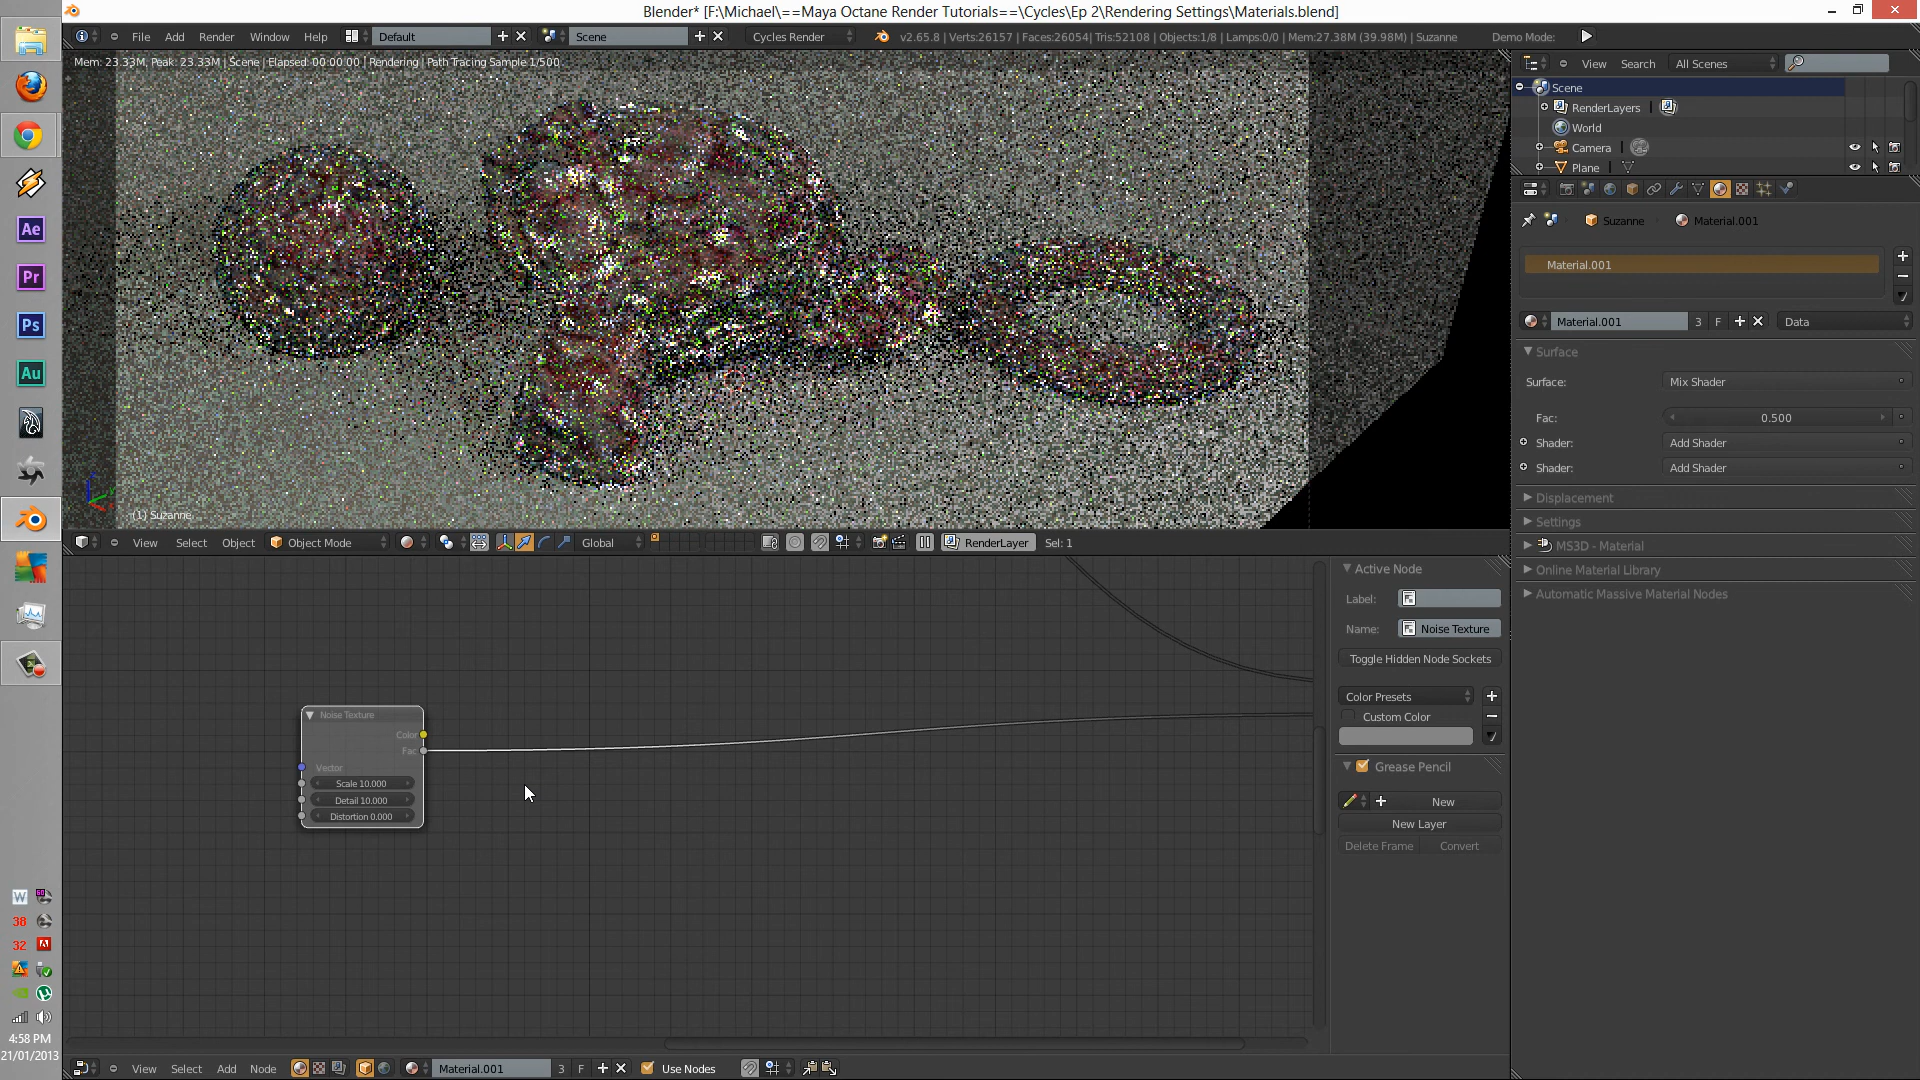 Blender* [F:\Michael\==Maya Octane Render Tutorials==\Cycles\Ep 2\Rendering Settings\Materials.blend]
File Add Render Window Help Default Scene Cycles Render v2.65.8 | Verts:26157 | Faces:26054| Tris:52108 | Objects:1/8 | Lamps:0/0 | Mem:27.38M (39.98M) | Suzanne Demo Mode:
Mem: 23.33M, Peak: 23.33M | Scene | Elapsed: 00:00:00 | Rendering | Path Tracing Sample 1/500
View Search All Scenes
Scene
RenderLayers
World
Camera
Plane
Suzanne Material.001
Material.001
Material.001 3 F Data
Surface
Surface: Mix Shader
Fac: 0.500
Shader: Add Shader
Shader: Add Shader
Displacement
Settings
MS3D - Material
Online Material Library
Automatic Massive Material Nodes
(1) Suzanne
View Select Object Object Mode Global RenderLayer Sel: 1
Active Node
Label:
Name: Noise Texture
Toggle Hidden Node Sockets
Color Presets
Custom Color
Grease Pencil
New
New Layer
Delete Frame Convert
Noise Texture
Color
Fac
Vector
Scale 10.000
Detail 10.000
Distortion 0.000
View Select Add Node Material.001 3 F Use Nodes
Ae
Pr
Ps
Au
W
38
32
4:58 PM
21/01/2013